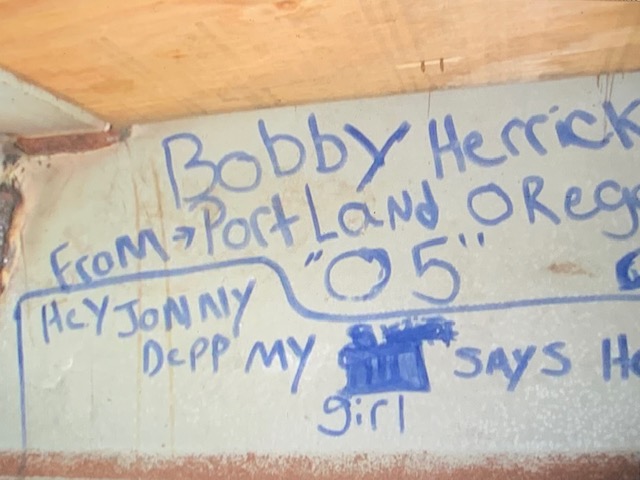 Bobby Herrick
FROM → PortLaNd OReg
"05"
HeY JONNY
DePP MY SAYS He
girl